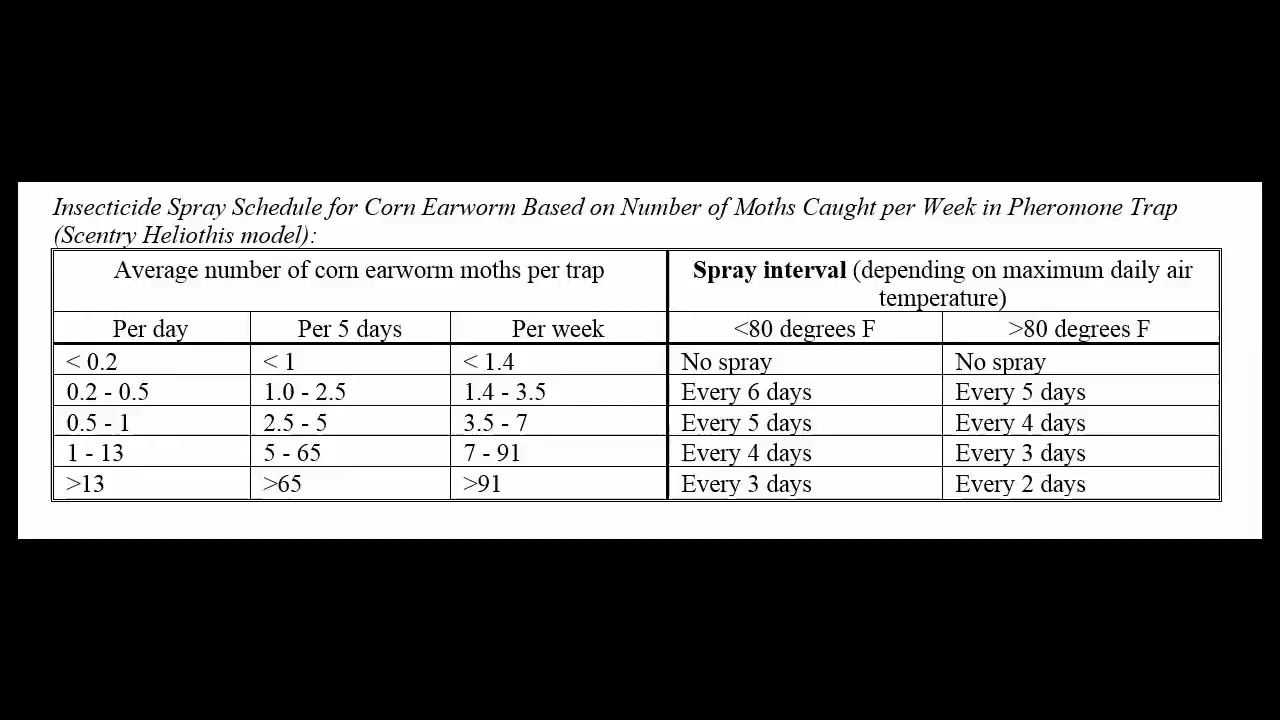 Insecticide Spray Schedule for Corn Earworm Based on Number of Moths Caught per Week in Pheromone Trap
(Scentry Heliothis model):
Average number of corn earworm moths per trap
Spray interval (depending on maximum daily air
temperature)
Per day Per 5 days Per week <80 degrees F >80 degrees F
< 0.2 < 1 < 1.4 No spray No spray
0.2 - 0.5 1.0 - 2.5 1.4 - 3.5 Every 6 days Every 5 days
0.5 - 1 2.5 - 5 3.5 - 7 Every 5 days Every 4 days
1 - 13 5 - 65 7 - 91 Every 4 days Every 3 days
>13 >65 >91 Every 3 days Every 2 days